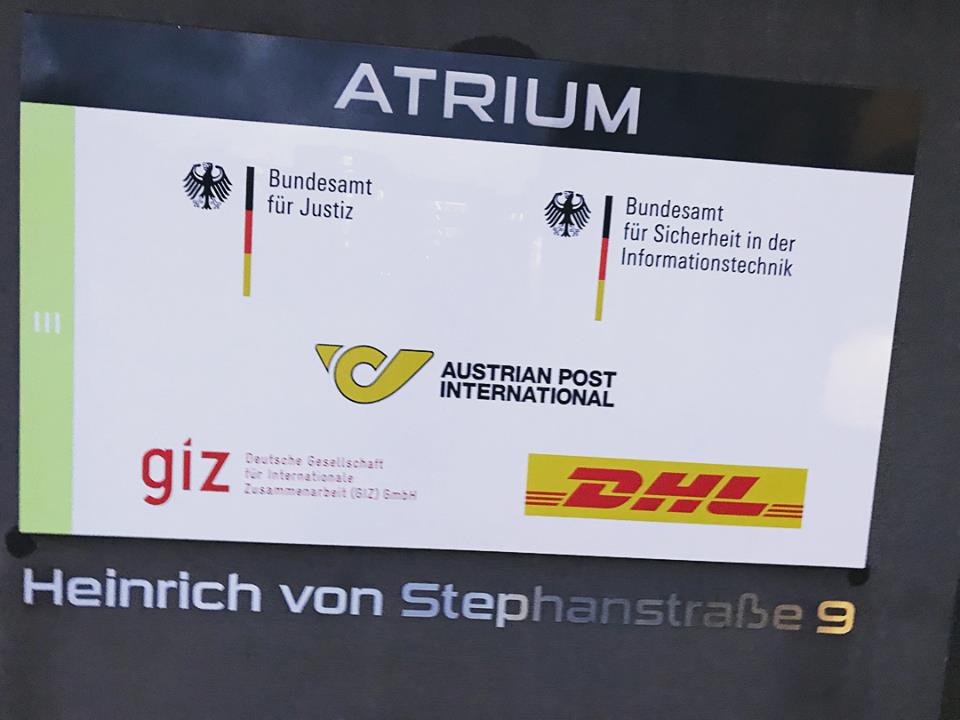 ATRIUM
Bundesamt
für Justiz
Bundesamt
für Sicherheit in der
Informationstechnik
AUSTRIAN POST
INTERNATIONAL
giz
Deutsche Gesellschaft
für Internationale
Zusammenarbeit (GIZ) GmbH
DHL
Heinrich von Stephanstraße 9